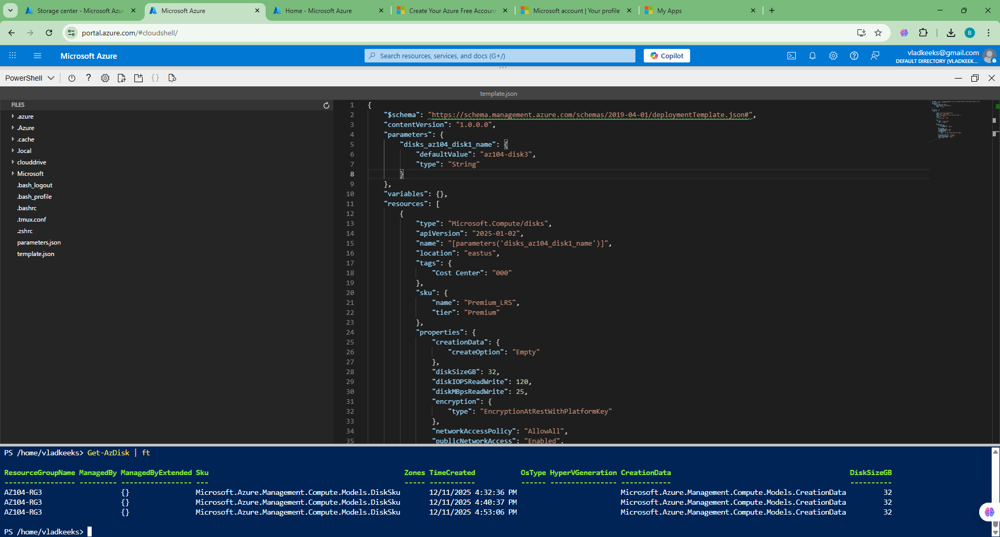 Storage center - Microsoft Azur
Microsoft Azure
Home - Microsoft Azure
Create Your Azure Free Accoun
Microsoft account | Your profile
My Apps
portal.azure.com/#cloudshell/
B
Microsoft Azure
Search resources, services, and docs (G+/)
Copilot
vladkeeks@gmail.com
DEFAULT DIRECTORY (VLADKEEK...
PowerShell
template.json
FILES
.azure
.Azure
.cache
.local
clouddrive
Microsoft
.bash_logout
.bash_profile
.bashrc
.tmux.conf
.zshrc
parameters.json
template.json
1 {
2 "$schema": "https://schema.management.azure.com/schemas/2019-04-01/deploymentTemplate.json#",
3 "contentVersion": "1.0.0.0",
4 "parameters": {
5 "disks_az104_disk1_name": {
6 "defaultValue": "az104-disk3",
7 "type": "String"
8 }
9 },
10 "variables": {},
11 "resources": [
12 {
13 "type": "Microsoft.Compute/disks",
14 "apiVersion": "2025-01-02",
15 "name": "[parameters('disks_az104_disk1_name')]",
16 "location": "eastus",
17 "tags": {
18 "Cost Center": "000"
19 },
20 "sku": {
21 "name": "Premium_LRS",
22 "tier": "Premium"
23 },
24 "properties": {
25 "creationData": {
26 "createOption": "Empty"
27 },
28 "diskSizeGB": 32,
29 "diskIOPSReadWrite": 120,
30 "diskMBpsReadWrite": 25,
31 "encryption": {
32 "type": "EncryptionAtRestWithPlatformKey"
33 },
34 "networkAccessPolicy": "AllowAll",
35 "publicNetworkAccess": "Enabled",
PS /home/vladkeeks> Get-AzDisk | ft
ResourceGroupName ManagedBy ManagedByExtended Sku Zones TimeCreated OsType HyperVGeneration CreationData DiskSizeGB
----------------- --------- ----------------- --- ----- ----------- ------ ---------------- ------------ ----------
AZ104-RG3 {} Microsoft.Azure.Management.Compute.Models.DiskSku 12/11/2025 4:32:36 PM Microsoft.Azure.Management.Compute.Models.CreationData 32
AZ104-RG3 {} Microsoft.Azure.Management.Compute.Models.DiskSku 12/11/2025 4:40:37 PM Microsoft.Azure.Management.Compute.Models.CreationData 32
AZ104-RG3 {} Microsoft.Azure.Management.Compute.Models.DiskSku 12/11/2025 4:53:06 PM Microsoft.Azure.Management.Compute.Models.CreationData 32
PS /home/vladkeeks>